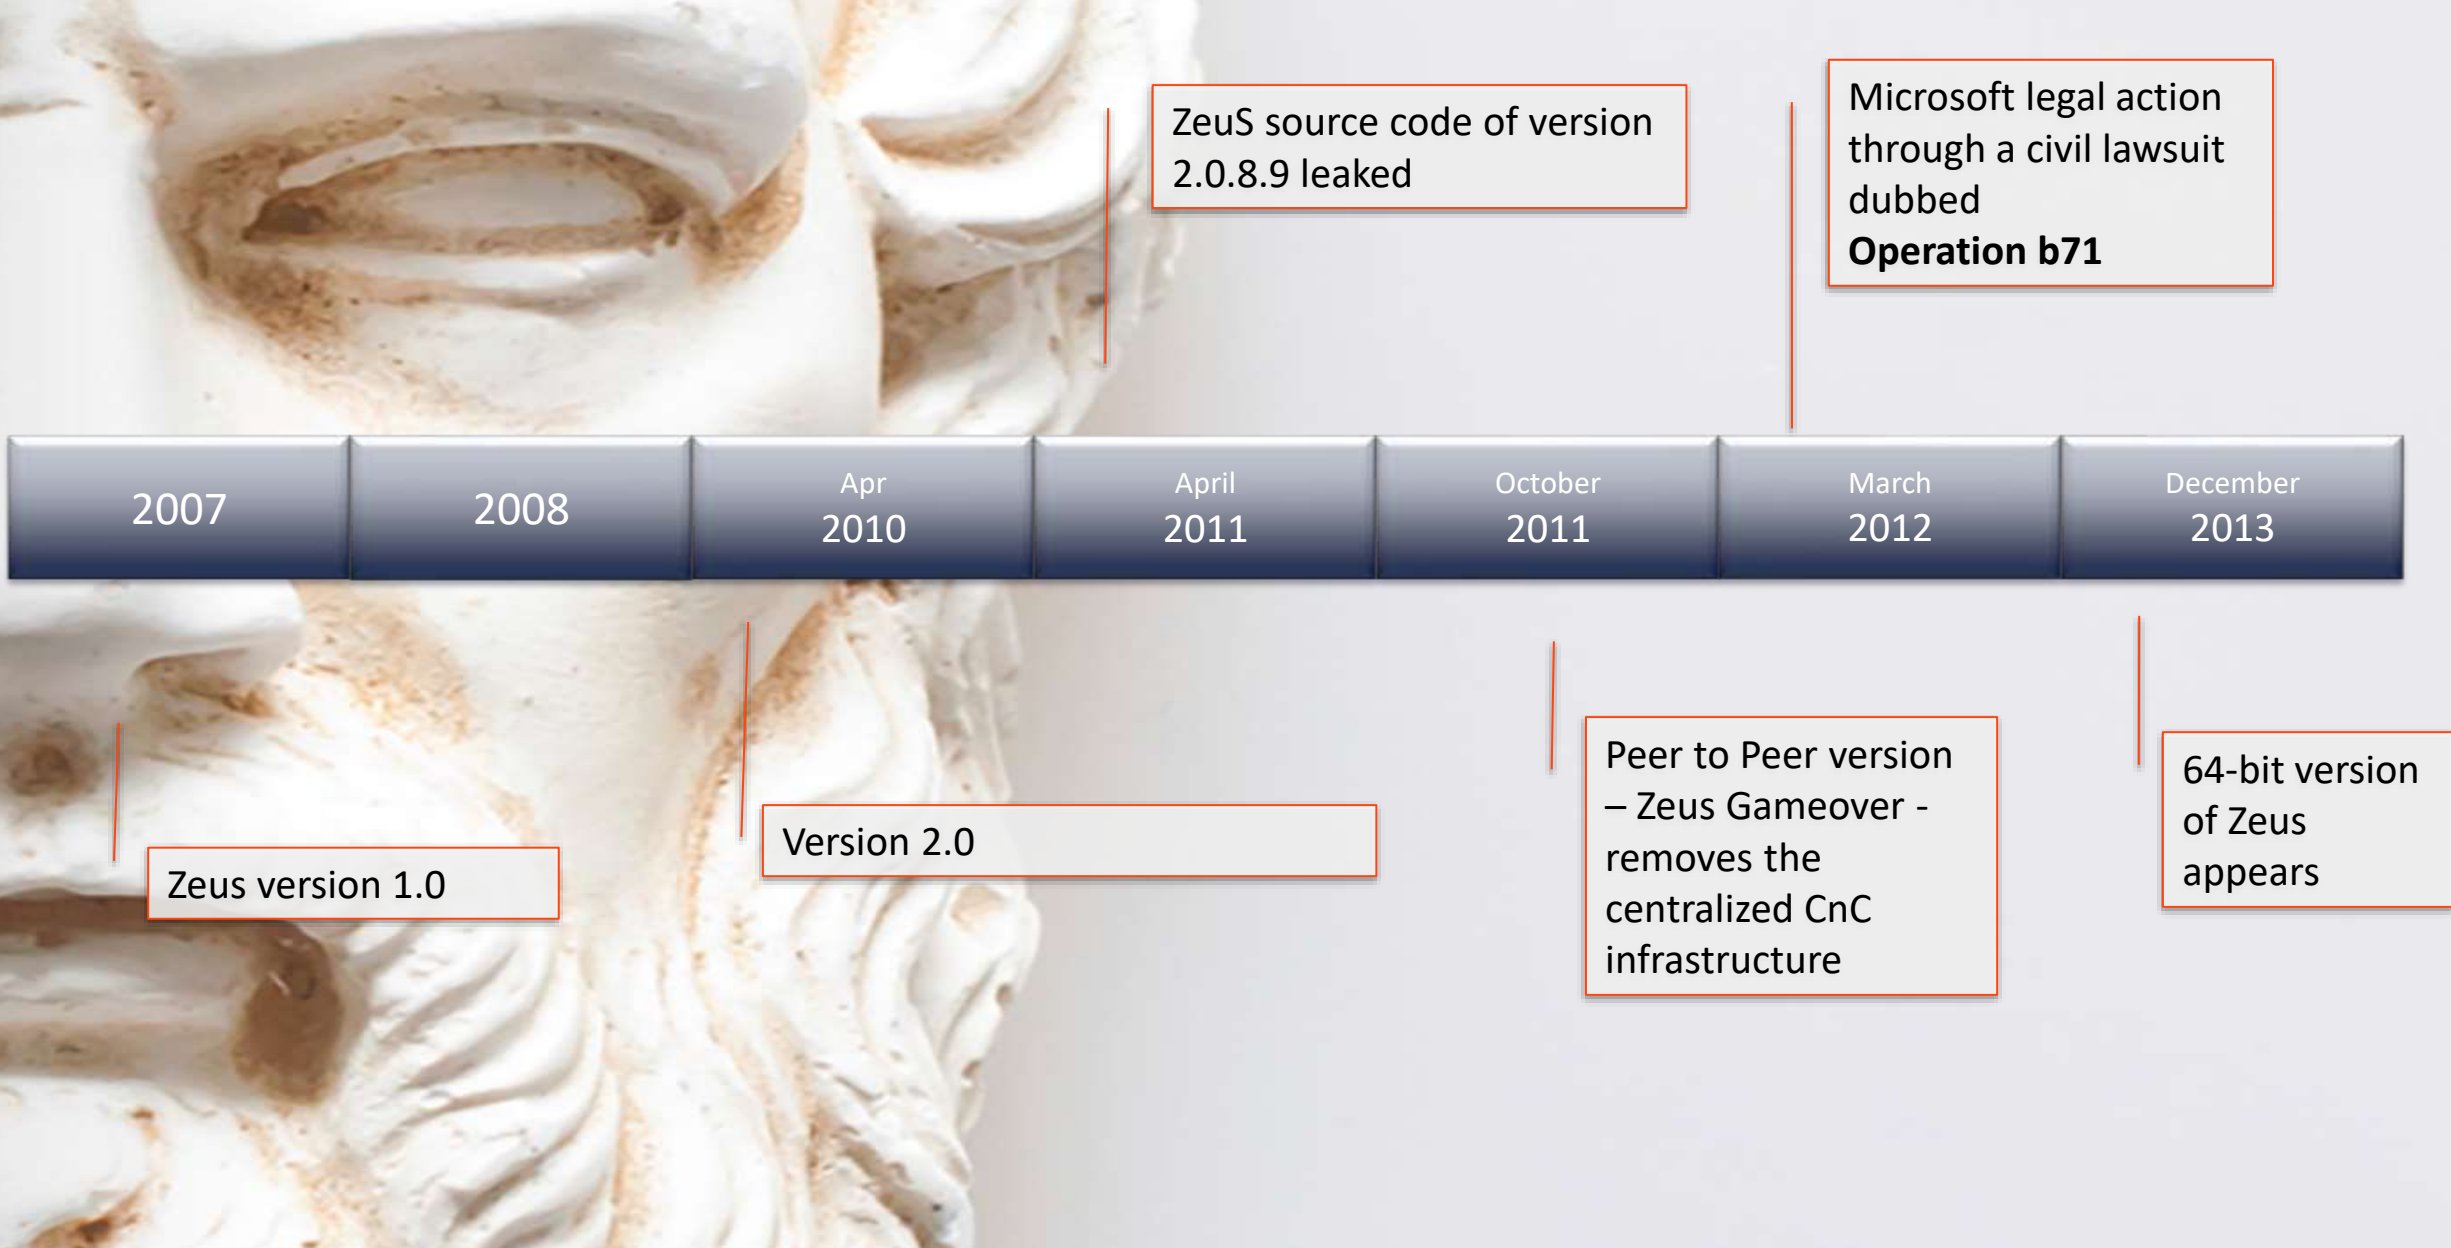 ZeuS source code of version
2.0.8.9 leaked
Microsoft legal action
through a civil lawsuit
dubbed
Operation b71
2007
2008
Apr
2010
April
2011
October
2011
March
2012
December
2013
Zeus version 1.0
Version 2.0
Peer to Peer version
– Zeus Gameover -
removes the
centralized CnC
infrastructure
64-bit version
of Zeus
appears